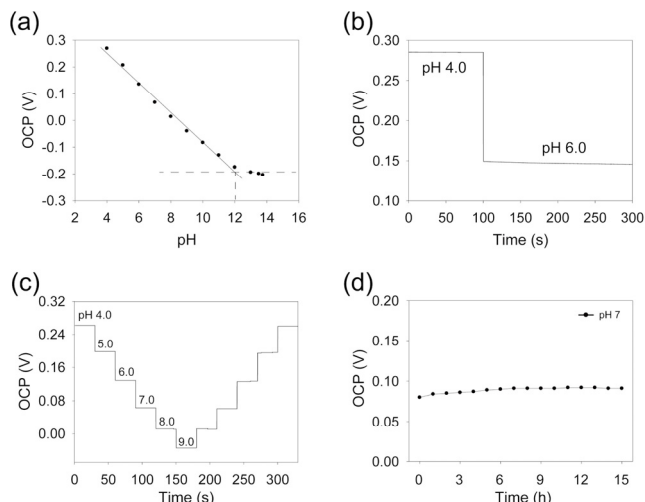 (a)
0.3
0.2
0.1
0.0
-0.1
-0.2
-0.3
OCP (V)
2 4 6 8 10 12 14 16
pH
(b)
0.30
0.25
0.20
0.15
0.10
OCP (V)
pH 4.0
pH 6.0
0 100 200 300
Time (s)
(c)
0.32
0.24
0.16
0.08
0.00
OCP (V)
pH 4.0
5.0
6.0
7.0
8.0
9.0
0 50 100 150 200 250 300
Time (s)
(d)
0.20
0.15
0.10
0.05
0.00
OCP (V)
pH 7
0 3 6 9 12 15
Time (h)